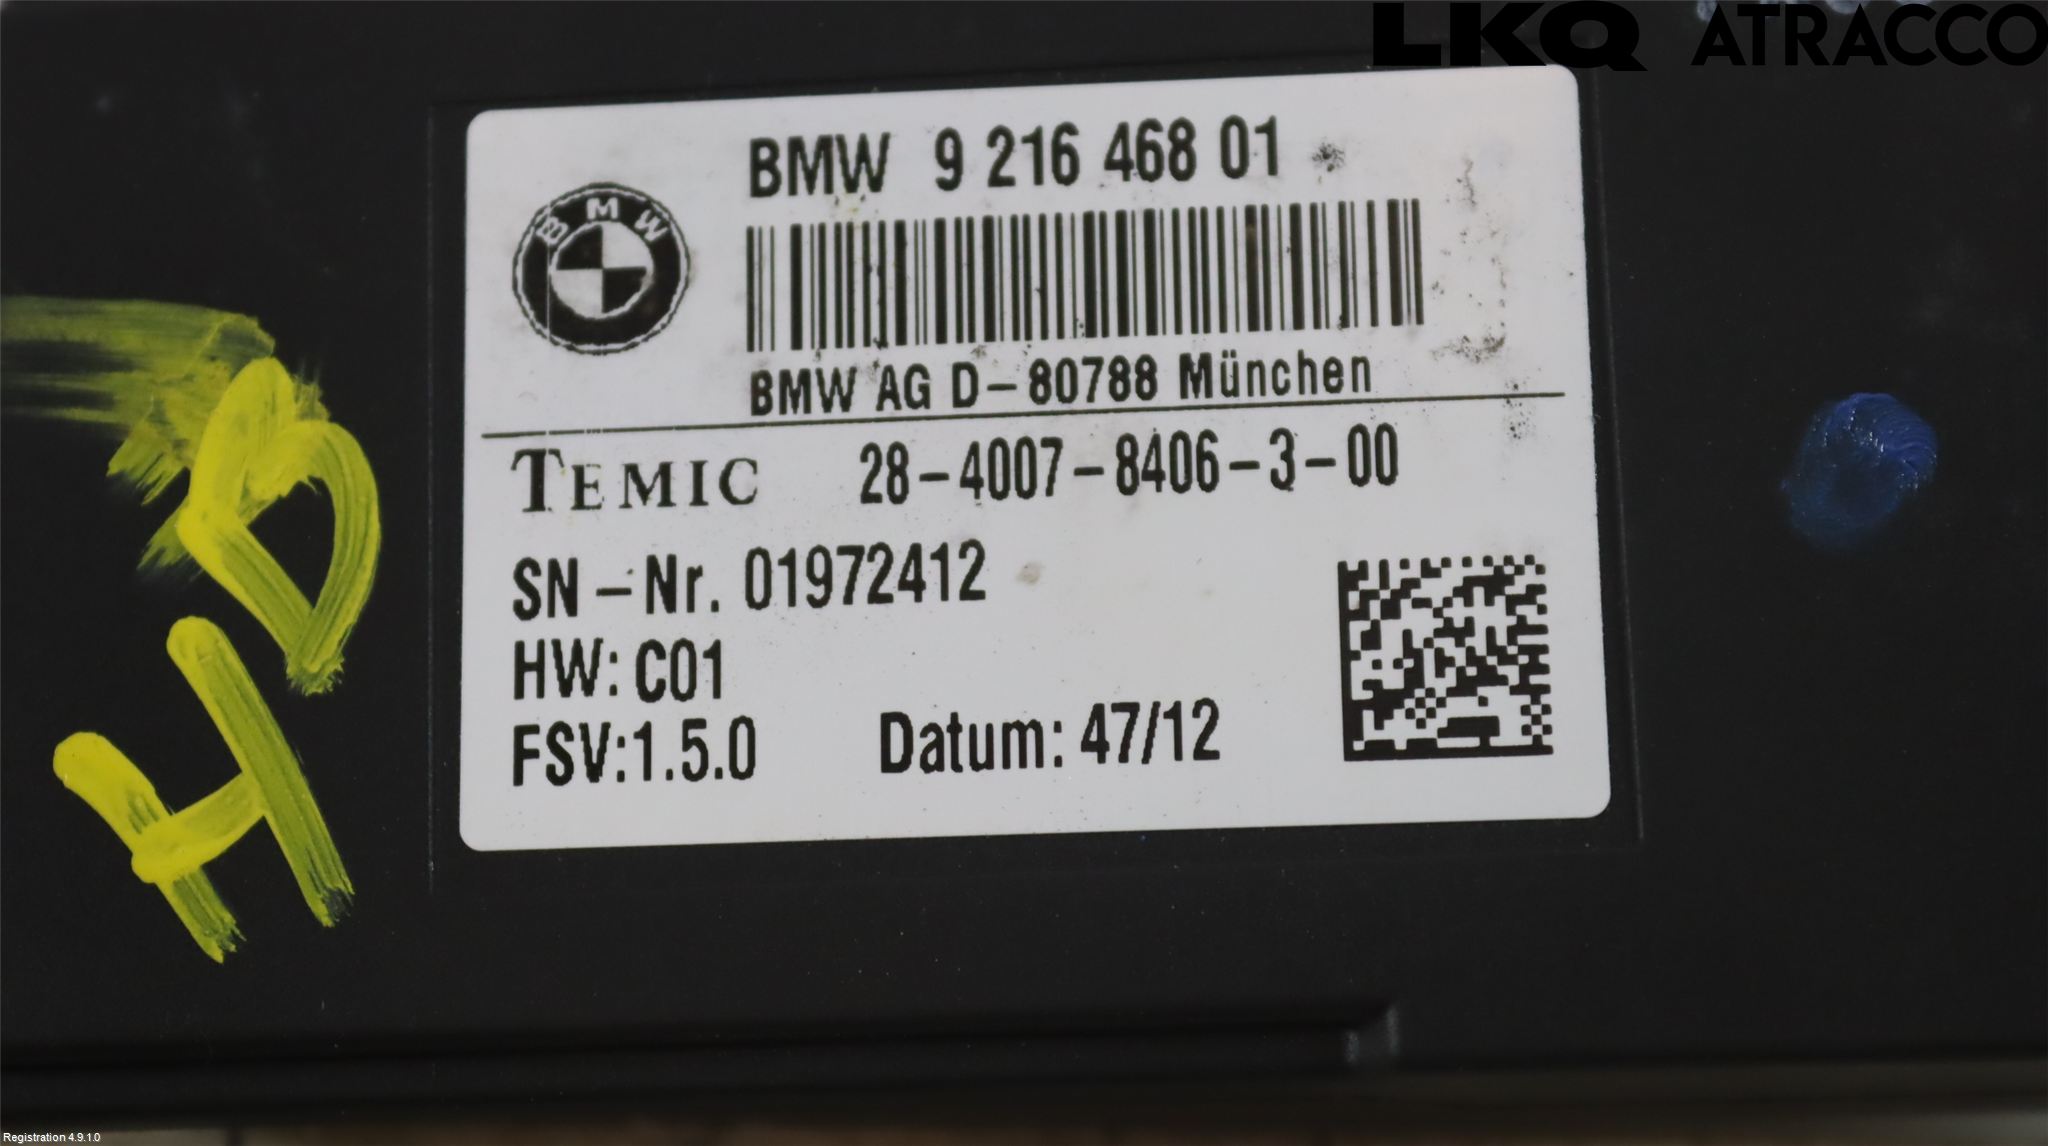 LKQ ATRACCO
BMW 9 216 468 01
BMW
BMW AG D-80788 München
TEMIC 28-4007-8406-3-00
SN-Nr. 01972412
HW: C01
FSV:1.5.0 Datum: 47/12
HD
Registration 4.9.1.0